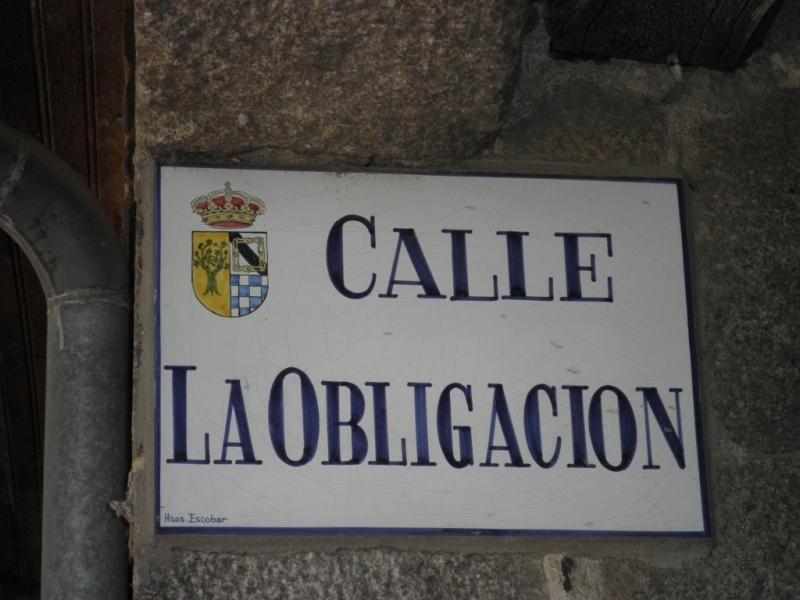 CALLE
LA OBLIGACION
Hnos. Escobar